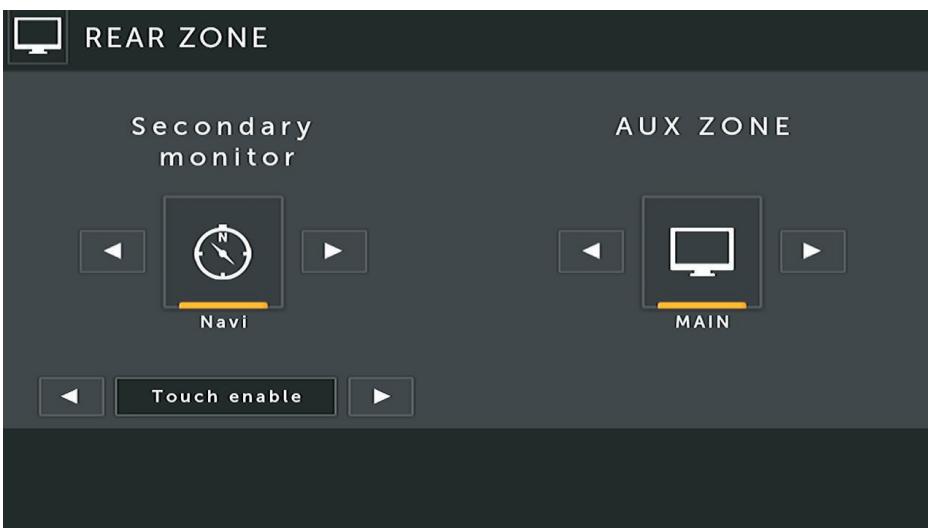 REAR ZONE
Secondary
monitor
AUX ZONE
N
Navi
MAIN
Touch enable